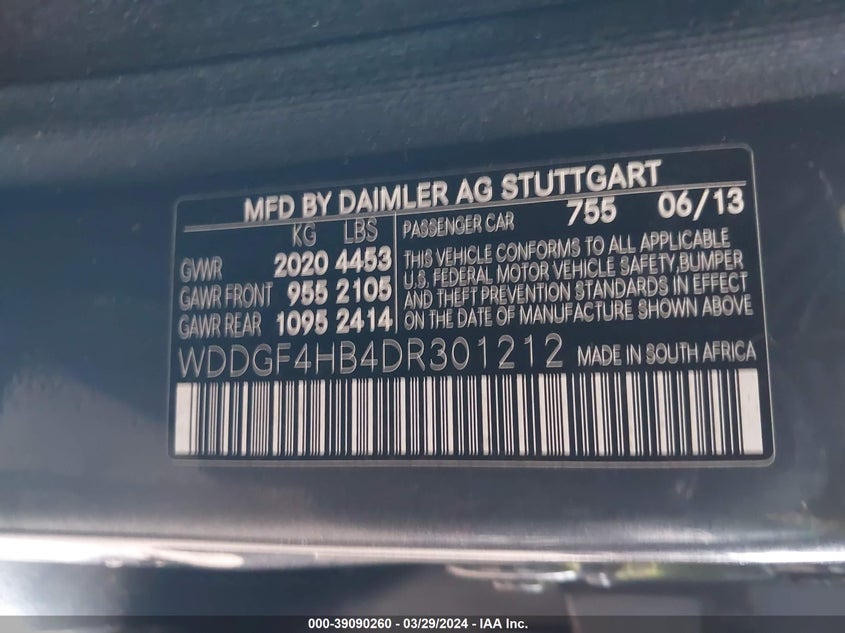 MFD BY DAIMLER AG STUTTGART
KG LBS
GVWR 2020 4453
GAWR FRONT 955 2105
GAWR REAR 1095 2414
PASSENGER CAR 755 06/13
THIS VEHICLE CONFORMS TO ALL APPLICABLE
U.S. FEDERAL MOTOR VEHICLE SAFETY,BUMPER
AND THEFT PREVENTION STANDARDS IN EFFECT
ON THE DATE OF MANUFACTURE SHOWN ABOVE
WDDGF4HB4DR301212 MADE IN SOUTH AFRICA
000-39090260 - 03/29/2024 - IAA Inc.